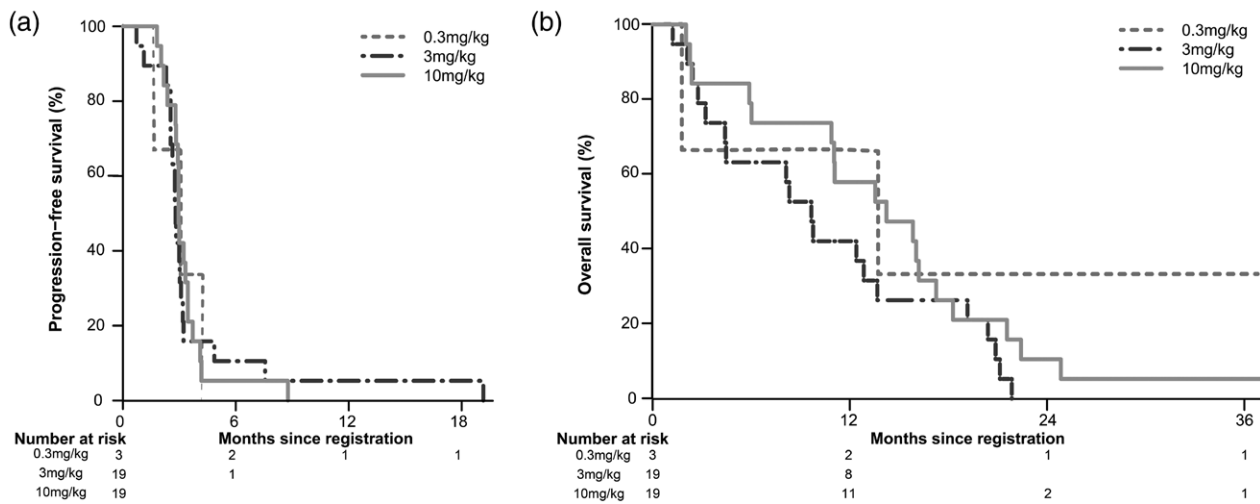 (a)
100
80
60
40
20
0
Progression-free survival (%)
0.3mg/kg
3mg/kg
10mg/kg
0 6 12 18
Number at risk Months since registration
0.3mg/kg 3 2 1 1
3mg/kg 19 1
10mg/kg 19
(b)
100
80
60
40
20
0
Overall survival (%)
0.3mg/kg
3mg/kg
10mg/kg
0 12 24 36
Number at risk Months since registration
0.3mg/kg 3 2 1 1
3mg/kg 19 8
10mg/kg 19 11 2 1